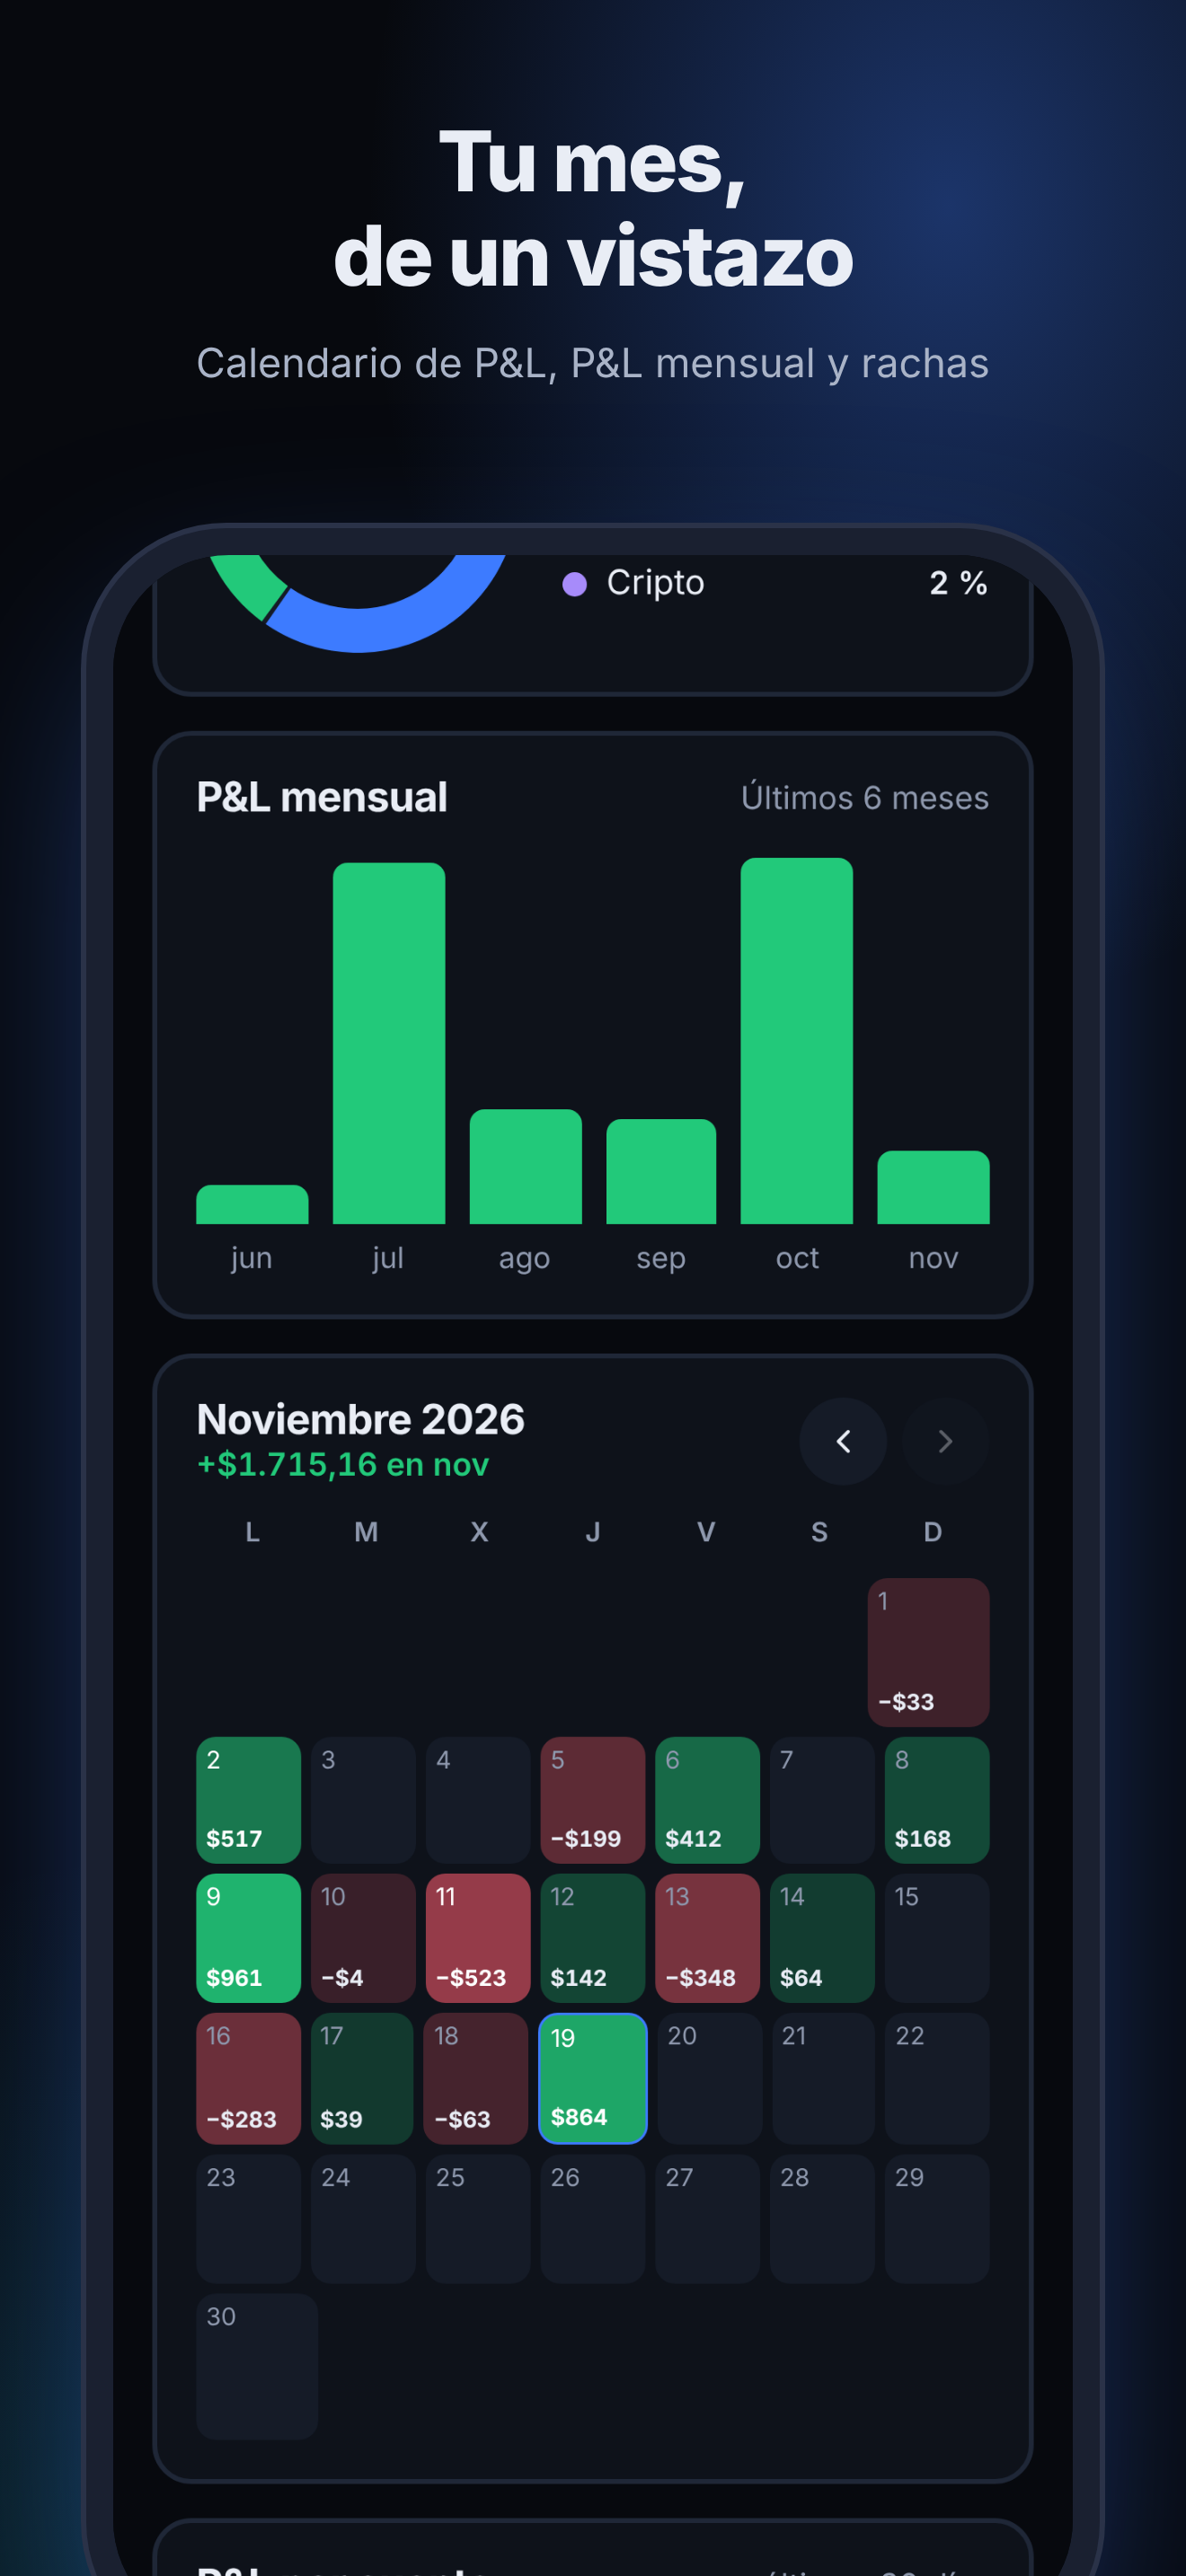 Tu mes,
de un vistazo
Calendario de P&L, P&L mensual y rachas
Cripto 2 %
P&L mensual Últimos 6 meses
jun jul ago sep oct nov
Noviembre 2026
+$1.715,16 en nov
L M X J V S D
1
−$33
2 3 4 5 6 7 8
$517 −$199 $412 $168
9 10 11 12 13 14 15
$961 −$4 −$523 $142 −$348 $64
16 17 18 19 20 21 22
−$283 $39 −$63 $864
23 24 25 26 27 28 29
30
P&L